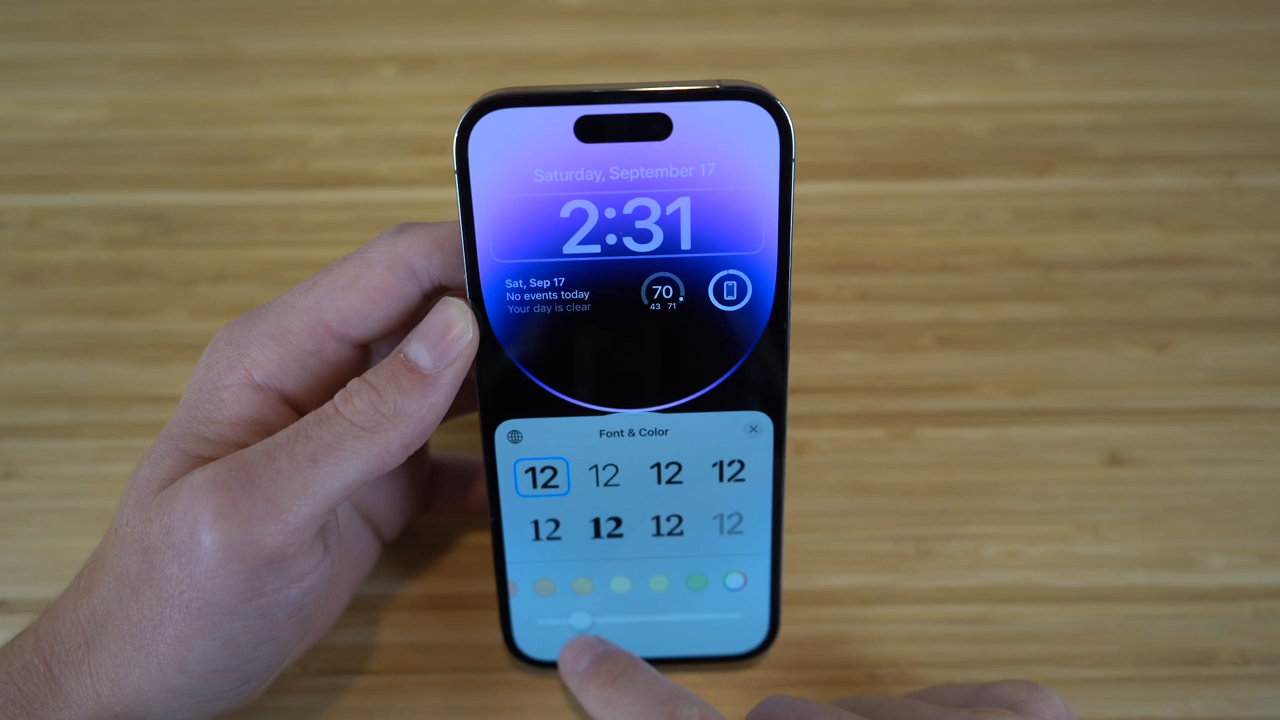 Saturday, September 17
2:31
Sat, Sep 17
No events today
Your day is clear
70
43 71
Font & Color
12 12 12 12
12 12 12 12